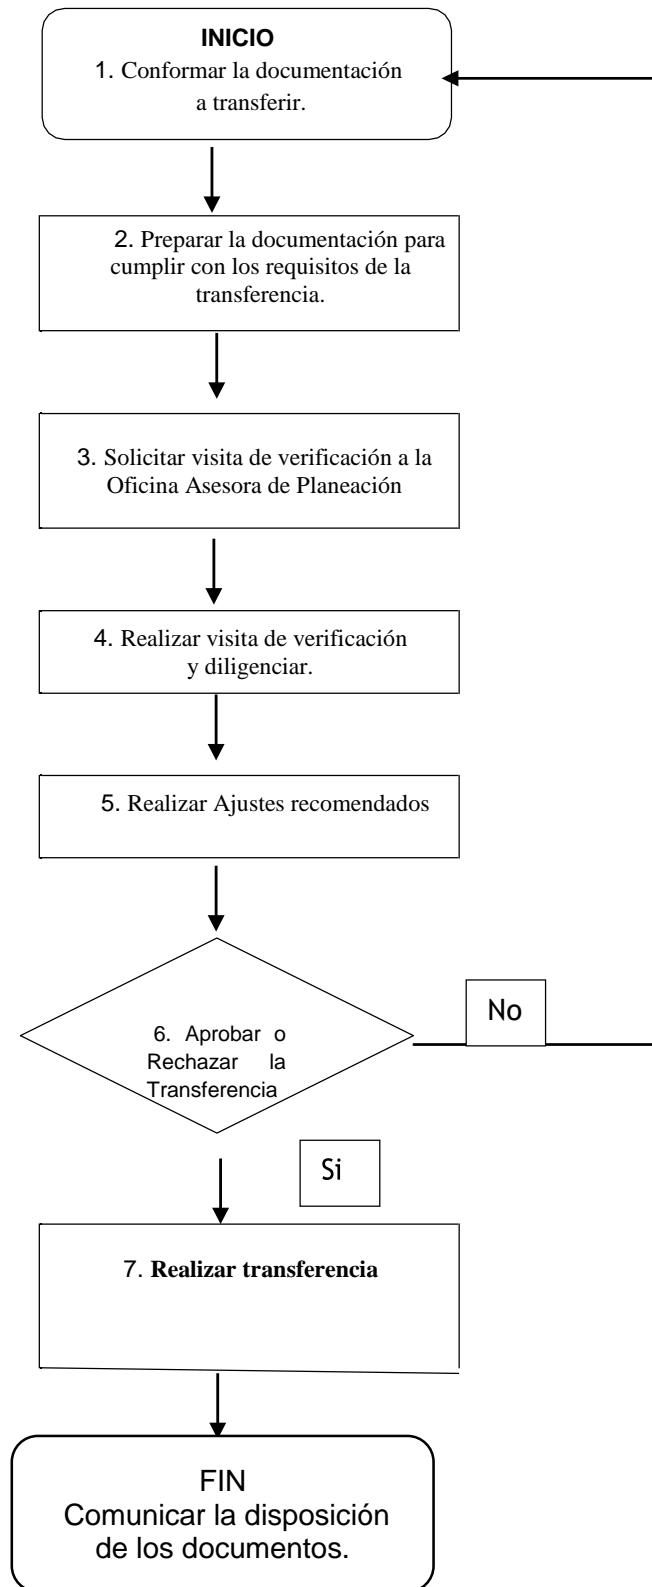 INICIO
1. Conformar la documentación
a transferir.
2. Preparar la documentación para
cumplir con los requisitos de la
transferencia.
3. Solicitar visita de verificación a la
Oficina Asesora de Planeación
4. Realizar visita de verificación
y diligenciar.
5. Realizar Ajustes recomendados
No
6. Aprobar o
Rechazar la
Transferencia
Si
7. Realizar transferencia
FIN
Comunicar la disposición
de los documentos.